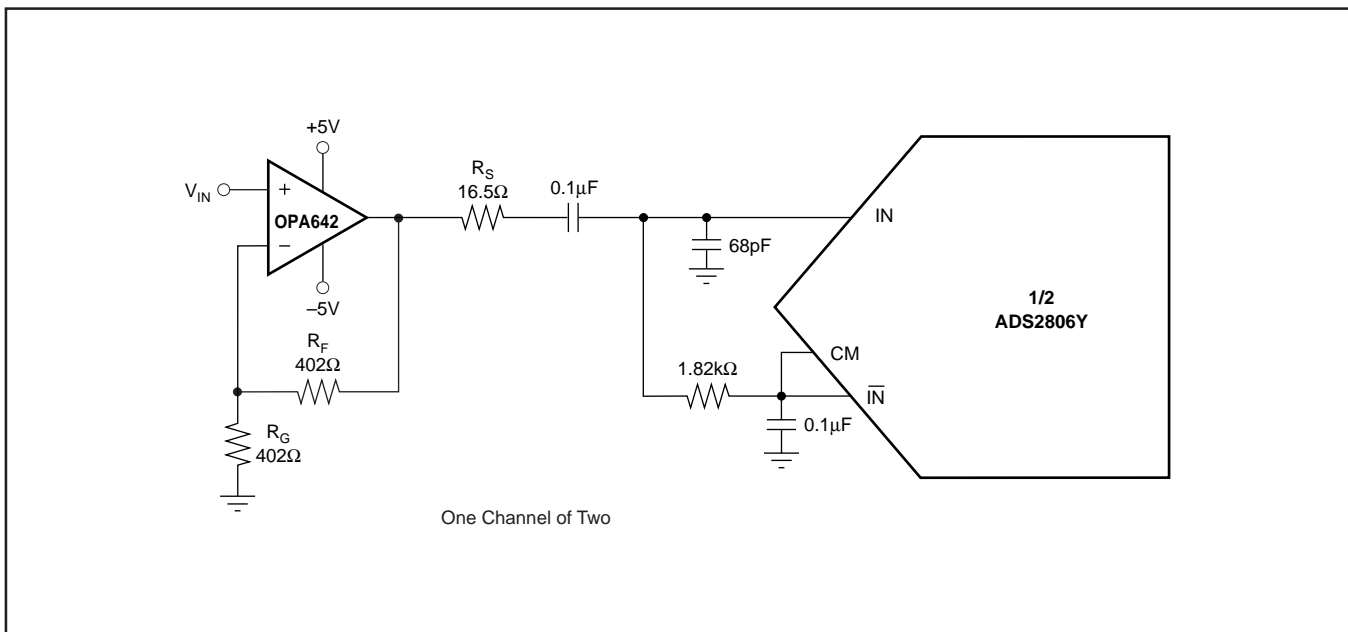 +5V
V_IN
+
OPA642
−
–5V
R_S
16.5Ω
0.1μF
IN
68pF
1/2
ADS2806Y
CM
1.82kΩ
I̅N̅
0.1μF
R_F
402Ω
R_G
402Ω
One Channel of Two